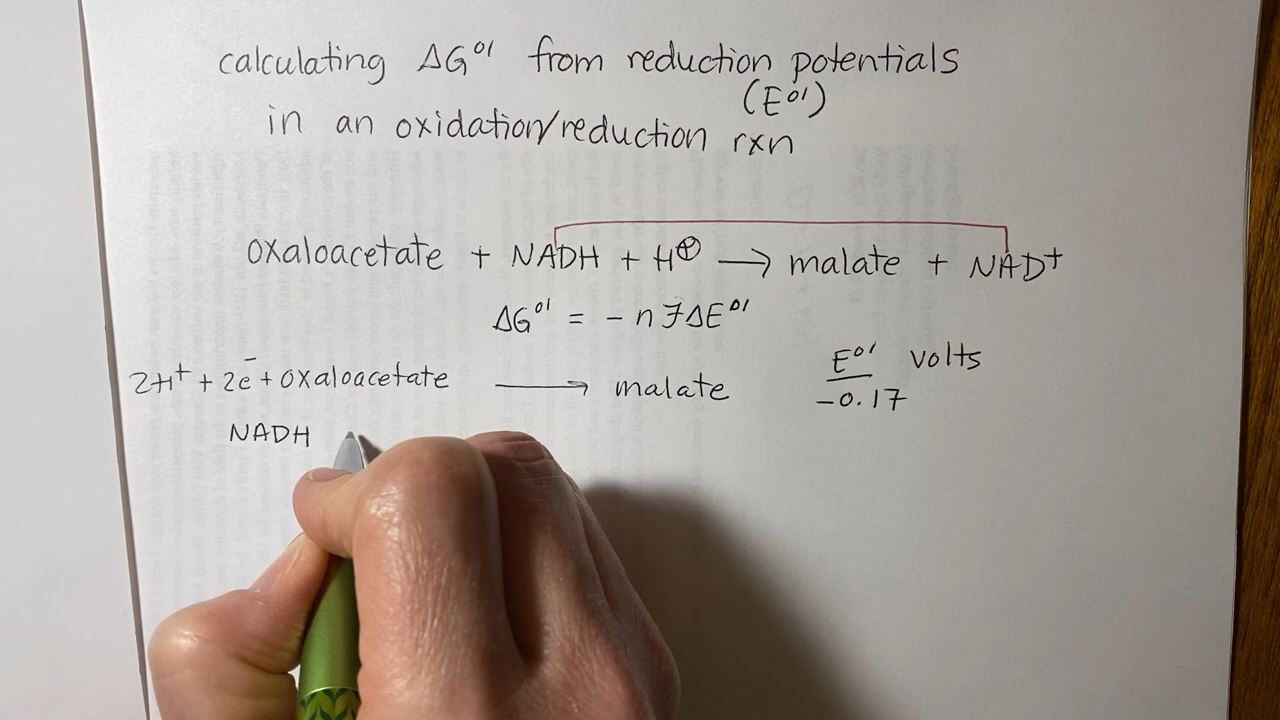 calculating ΔG°' from reduction potentials
(E°')
in an oxidation/reduction rxn
oxaloacetate + NADH + H⊕ → malate + NAD+
ΔG°' = - n ℱ ΔE°'
E°' volts
2H+ + 2e- + oxaloacetate → malate -0.17
NADH